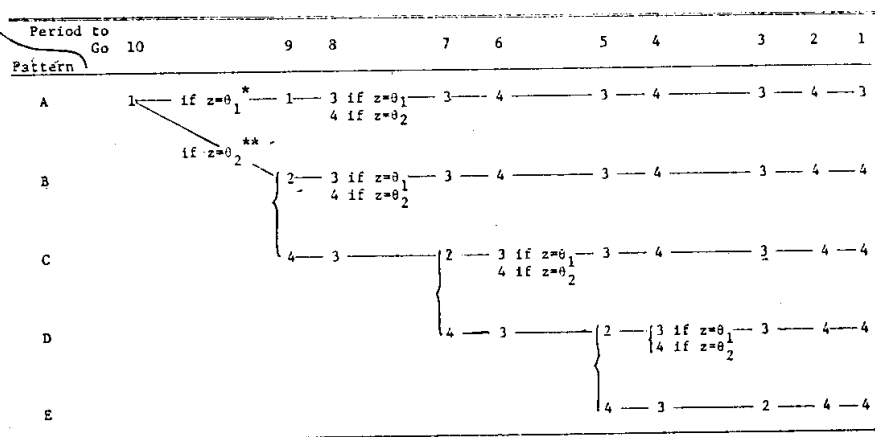 Period to
Go 10 9 8 7 6 5 4 3 2 1
Pattern
A 1 if z=θ1* 1 3 if z=θ1 3 4 3 4 3 4 3
4 if z=θ2
if z=θ2**
B 2 3 if z=θ1 3 4 3 4 3 4 4
4 if z=θ2
C 4 3 2 3 if z=θ1 3 4 3 4 4
4 if z=θ2
D 4 3 2 3 if z=θ1 3 4 4
4 if z=θ2
E 4 3 2 4 4